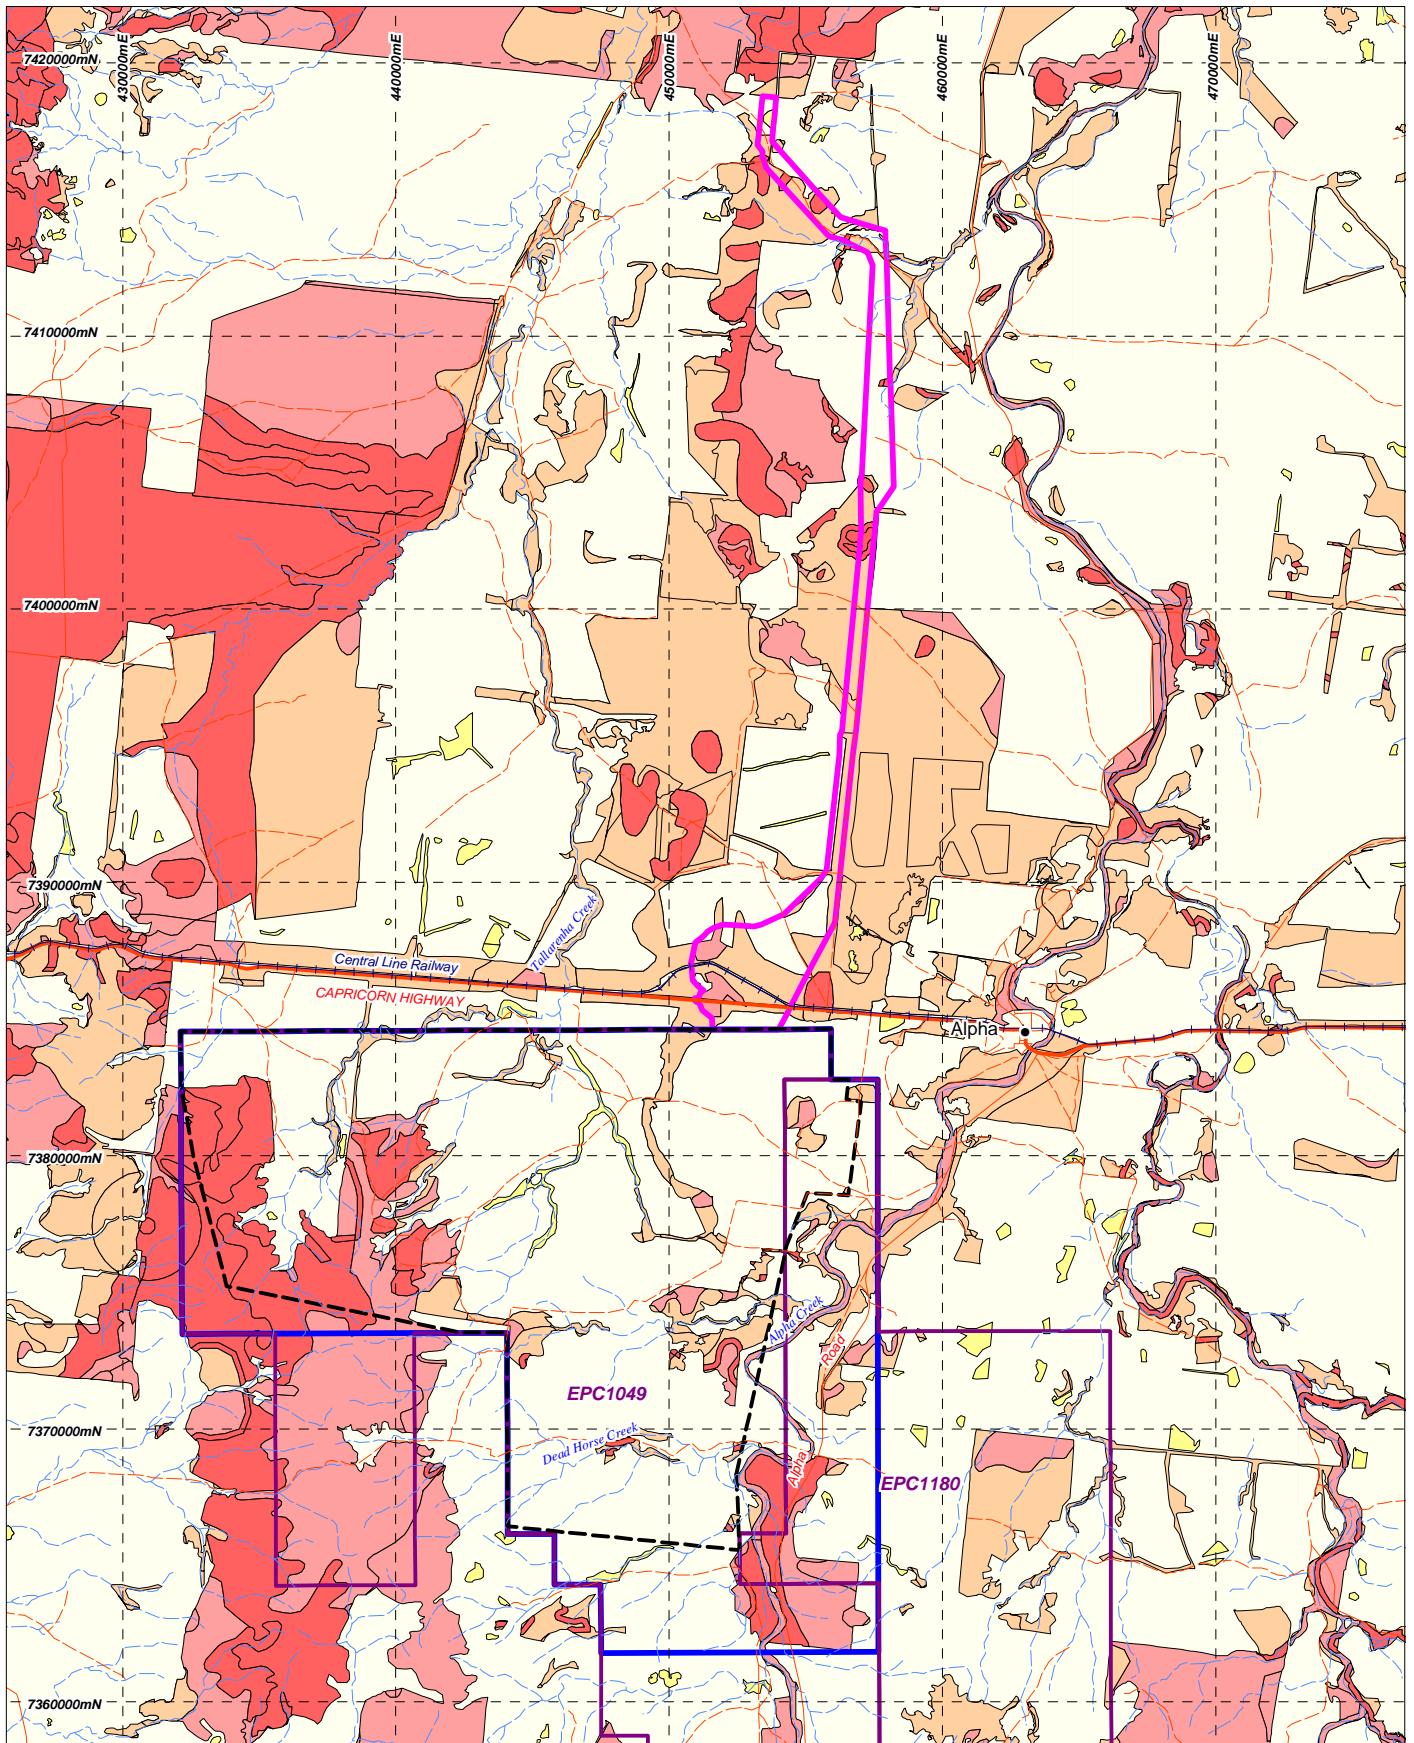 430000mE
440000mE
450000mE
460000mE
470000mE
7420000mN
7410000mN
7400000mN
7390000mN
Tallarenha Creek
Central Line Railway
CAPRICORN HIGHWAY
Alpha
7380000mN
Alpha Creek
Road
EPC1049
7370000mN
Dead Horse Creek
Alpha
EPC1180
7360000mN